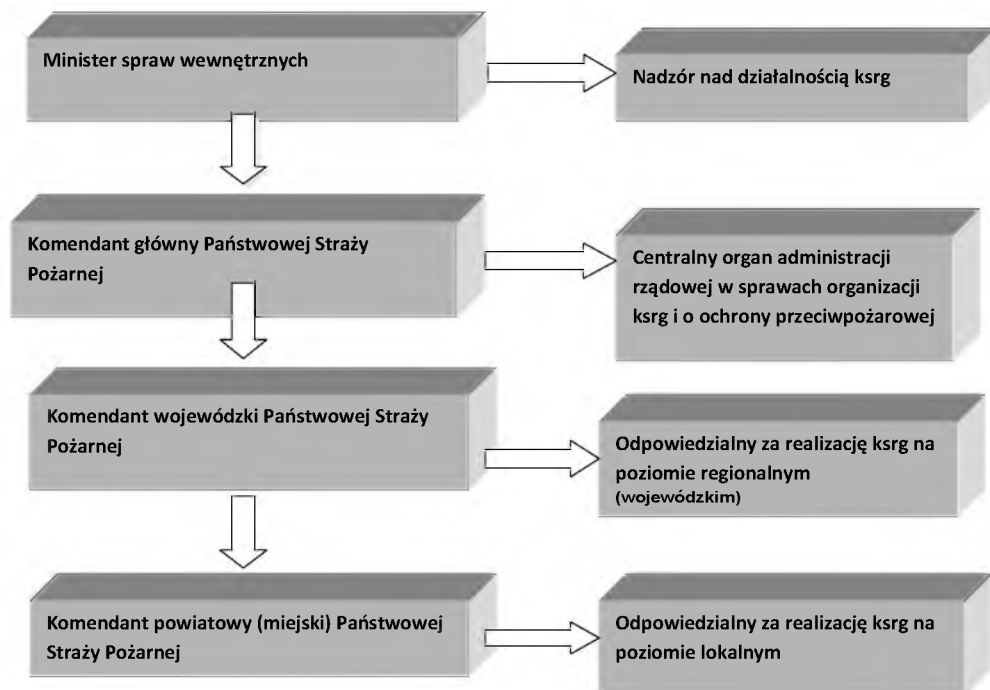 Minister spraw wewnętrznych
Nadzór nad działalnością ksrg
Komendant główny Państwowej Straży
Pożarnej
Centralny organ administracji
rządowej w sprawach organizacji
ksrg i o ochrony przeciwpożarowej
Komendant wojewódzki Państwowej Straży
Pożarnej
Odpowiedzialny za realizację ksrg na
poziomie regionalnym
(wojewódzkim)
Komendant powiatowy (miejski) Państwowej
Straży Pożarnej
Odpowiedzialny za realizację ksrg na
poziomie lokalnym